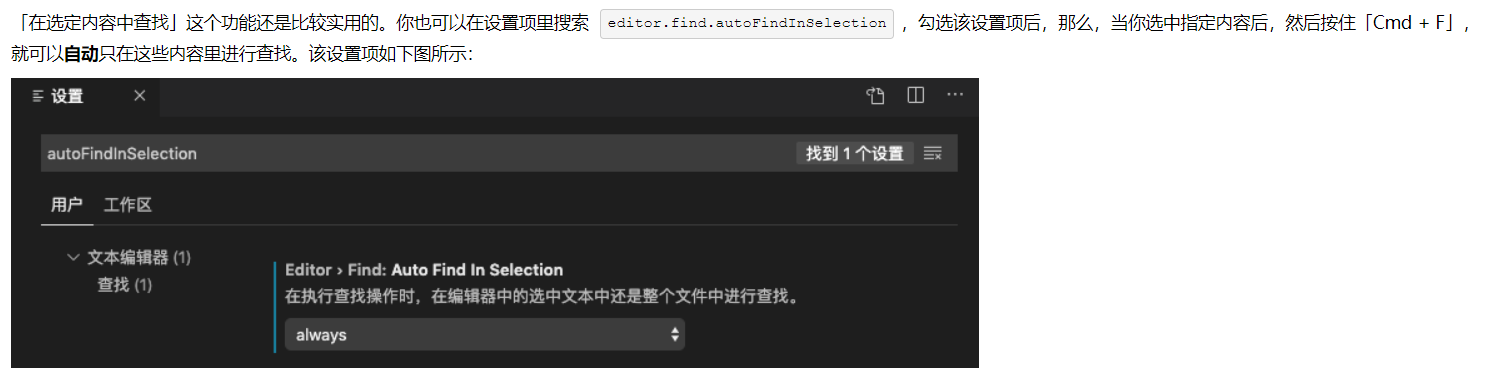 「在选定内容中查找」这个功能还是比较实用的。你也可以在设置项里搜索 editor.find.autoFindInSelection ，勾选该设置项后，那么，当你选中指定内容后，然后按住「Cmd + F」，
就可以自动只在这些内容里进行查找。该设置项如下图所示：
设置
autoFindInSelection 找到 1 个设置
用户 工作区
文本编辑器 (1)
查找 (1)
Editor › Find: Auto Find In Selection
在执行查找操作时，在编辑器中的选中文本中还是整个文件中进行查找。
always